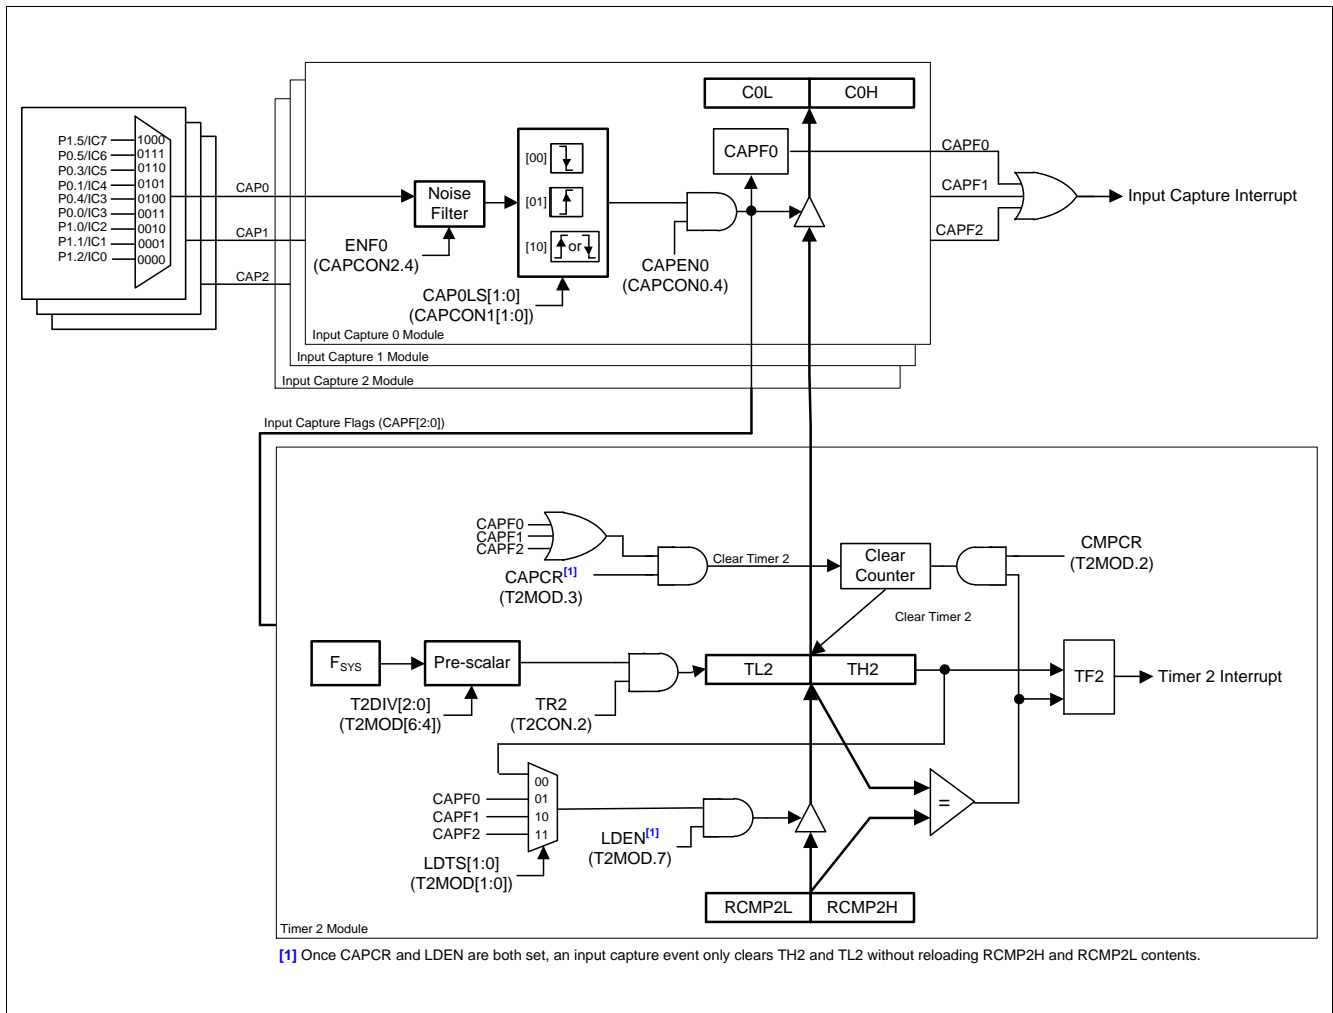 C0L
C0H
P1.5/IC7
1000
P0.5/IC6
0111
P0.3/IC5
0110
P0.1/IC4
0101
P0.4/IC3
0100
P0.0/IC3
0011
P1.0/IC2
0010
P1.1/IC1
0001
P1.2/IC0
0000
CAP0
CAP1
CAP2
Noise
Filter
ENF0
(CAPCON2.4)
[00]
[01]
[10]
or
CAP0LS[1:0]
(CAPCON1[1:0])
CAPEN0
(CAPCON0.4)
CAPF0
CAPF0
CAPF1
CAPF2
Input Capture Interrupt
Input Capture 0 Module
Input Capture 1 Module
Input Capture 2 Module
Input Capture Flags (CAPF[2:0])
CAPF0
CAPF1
CAPF2
CAPCR[1]
(T2MOD.3)
Clear Timer 2
Clear
Counter
CMPCR
(T2MOD.2)
Clear Timer 2
FSYS
Pre-scalar
T2DIV[2:0]
(T2MOD[6:4])
TR2
(T2CON.2)
TL2
TH2
TF2
Timer 2 Interrupt
00
CAPF0
01
CAPF1
10
CAPF2
11
LDTS[1:0]
(T2MOD[1:0])
LDEN[1]
(T2MOD.7)
=
RCMP2L
RCMP2H
Timer 2 Module
[1] Once CAPCR and LDEN are both set, an input capture event only clears TH2 and TL2 without reloading RCMP2H and RCMP2L contents.